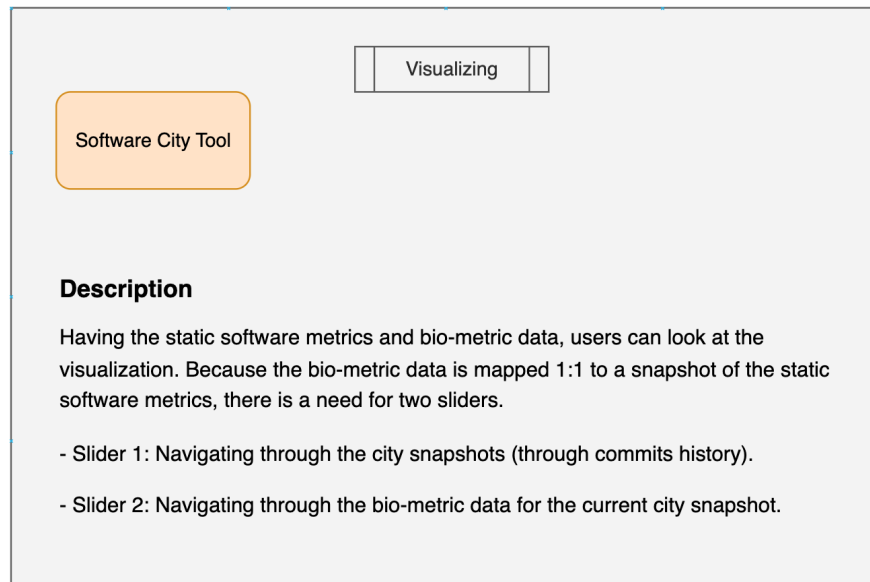 Visualizing
Software City Tool
Description
Having the static software metrics and bio-metric data, users can look at the
visualization. Because the bio-metric data is mapped 1:1 to a snapshot of the static
software metrics, there is a need for two sliders.
- Slider 1: Navigating through the city snapshots (through commits history).
- Slider 2: Navigating through the bio-metric data for the current city snapshot.